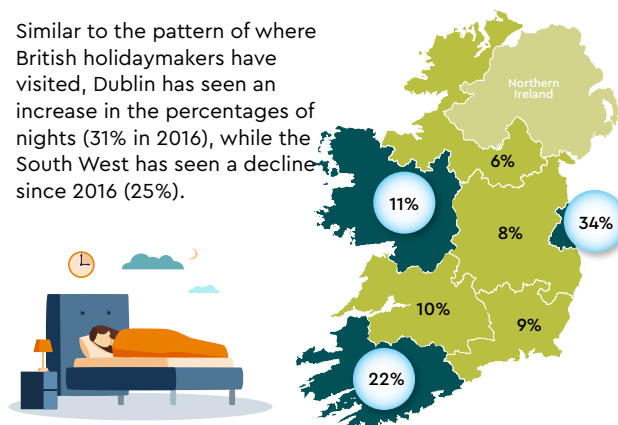 Similar to the pattern of where
British holidaymakers have
visited, Dublin has seen an
increase in the percentages of
nights (31% in 2016), while the
South West has seen a decline
since 2016 (25%).
Northern
Ireland
6%
11%
34%
8%
10%
9%
22%